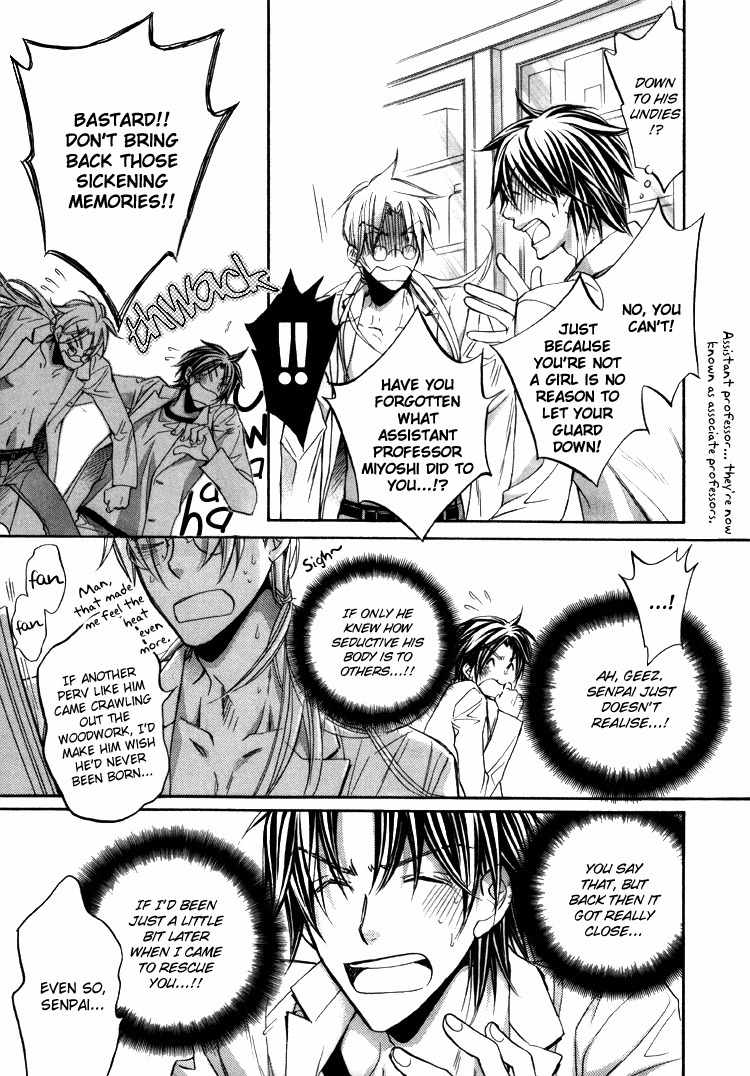 DOWN
TO HIS
UNDIES
!?
NO, YOU
CAN'T!
JUST
BECAUSE
YOU'RE NOT
A GIRL IS NO
REASON TO
LET YOUR
GUARD
DOWN!
HAVE YOU
FORGOTTEN
WHAT
ASSISTANT
PROFESSOR
MIYOSHI DID TO
YOU...!?
Assistant professor... they're now
known as associate professors.
!!
BASTARD!!
DON'T BRING
BACK THOSE
SICKENING
MEMORIES!!
thwack
...!
AH, GEEZ.
SENPAI JUST
DOESN'T
REALISE...!
IF ONLY HE
KNEW HOW
SEDUCTIVE HIS
BODY IS TO
OTHERS...!!
Sigh~
fan
fan
Man,
that made
me feel the
heat
even
more.
IF ANOTHER
PERV LIKE HIM
CAME CRAWLING
OUT THE
WOODWORK, I'D
MAKE HIM WISH
HE'D NEVER
BEEN BORN...
YOU SAY
THAT, BUT
BACK THEN IT
GOT REALLY
CLOSE...
IF I'D BEEN
JUST A LITTLE
BIT LATER
WHEN I CAME
TO RESCUE
YOU...!!
EVEN SO,
SENPAI...